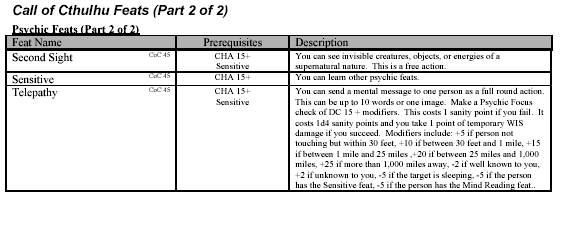 Call of Cthulhu Feats (Part 2 of 2)
Psychic Feats (Part 2 of 2)
Feat Name Prerequisites Description
Second Sight CoC 45 CHA 15+ You can see invisible creatures, objects, or energies of a
Sensitive supernatural nature. This is a free action.
Sensitive CoC 45 CHA 15+ You can learn other psychic feats.
Telepathy CoC 45 CHA 15+ You can send a mental message to one person as a full round action.
Sensitive This can be up to 10 words or one image. Make a Psychic Focus
check of DC 15 + modifiers. This costs 1 sanity point if you fail. It
costs 1d4 sanity points and you take 1 point of temporary WIS
damage if you succeed. Modifiers include: +5 if person not
touching but within 30 feet, +10 if between 30 feet and 1 mile, +15
if between 1 mile and 25 miles ,+20 if between 25 miles and 1,000
miles, +25 if more than 1,000 miles away, -2 if well known to you,
+2 if unknown to you, -5 if the target is sleeping, -5 if the person
has the Sensitive feat, -5 if the person has the Mind Reading feat..